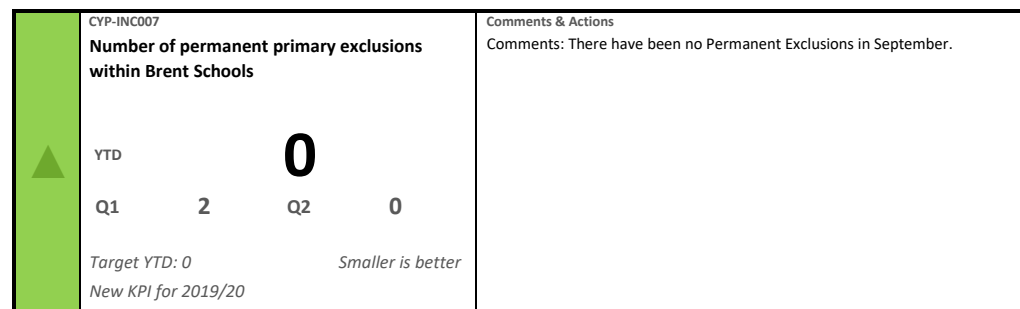 CYP-INC007
Number of permanent primary exclusions
within Brent Schools
YTD 0
Q1 2 Q2 0
Target YTD: 0 Smaller is better
New KPI for 2019/20
Comments & Actions
Comments: There have been no Permanent Exclusions in September.